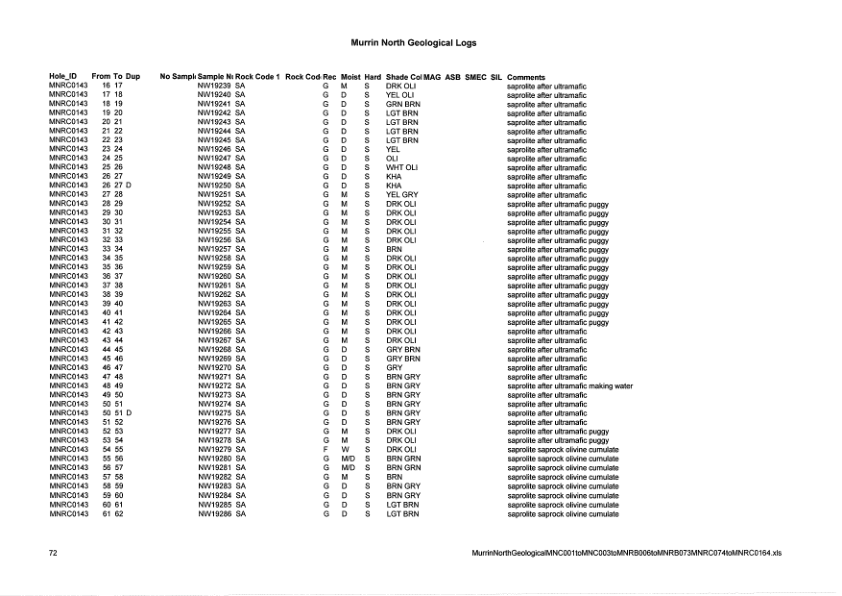 Murrin North Geological Logs
Hole_ID From To Dup No Sampl Sample N Rock Code 1 Rock Cod Rec Moist Hard Shade Col MAG ASB SMEC SIL Comments
MNRC0143 16 17 NW19239 SA G M S DRK OLI saprolite after ultramafic
MNRC0143 17 18 NW19240 SA G D S YEL OLI saprolite after ultramafic
MNRC0143 18 19 NW19241 SA G D S GRN BRN saprolite after ultramafic
MNRC0143 19 20 NW19242 SA G D S LGT BRN saprolite after ultramafic
MNRC0143 20 21 NW19243 SA G D S LGT BRN saprolite after ultramafic
MNRC0143 21 22 NW19244 SA G D S LGT BRN saprolite after ultramafic
MNRC0143 22 23 NW19245 SA G D S LGT BRN saprolite after ultramafic
MNRC0143 23 24 NW19246 SA G D S YEL saprolite after ultramafic
MNRC0143 24 25 NW19247 SA G D S OLI saprolite after ultramafic
MNRC0143 25 26 NW19248 SA G D S WHT OLI saprolite after ultramafic
MNRC0143 26 27 NW19249 SA G D S KHA saprolite after ultramafic
MNRC0143 26 27 D NW19250 SA G D S KHA saprolite after ultramafic
MNRC0143 27 28 NW19251 SA G M S YEL GRY saprolite after ultramafic
MNRC0143 28 29 NW19252 SA G M S DRK OLI saprolite after ultramafic puggy
MNRC0143 29 30 NW19253 SA G M S DRK OLI saprolite after ultramafic puggy
MNRC0143 30 31 NW19254 SA G M S DRK OLI saprolite after ultramafic puggy
MNRC0143 31 32 NW19255 SA G M S DRK OLI saprolite after ultramafic puggy
MNRC0143 32 33 NW19256 SA G M S DRK OLI saprolite after ultramafic puggy
MNRC0143 33 34 NW19257 SA G M S BRN saprolite after ultramafic puggy
MNRC0143 34 35 NW19258 SA G M S DRK OLI saprolite after ultramafic puggy
MNRC0143 35 36 NW19259 SA G M S DRK OLI saprolite after ultramafic puggy
MNRC0143 36 37 NW19260 SA G M S DRK OLI saprolite after ultramafic puggy
MNRC0143 37 38 NW19261 SA G M S DRK OLI saprolite after ultramafic puggy
MNRC0143 38 39 NW19262 SA G M S DRK OLI saprolite after ultramafic puggy
MNRC0143 39 40 NW19263 SA G M S DRK OLI saprolite after ultramafic puggy
MNRC0143 40 41 NW19264 SA G M S DRK OLI saprolite after ultramafic puggy
MNRC0143 41 42 NW19265 SA G M S DRK OLI saprolite after ultramafic puggy
MNRC0143 42 43 NW19266 SA G M S DRK OLI saprolite after ultramafic
MNRC0143 43 44 NW19267 SA G M S DRK OLI saprolite after ultramafic
MNRC0143 44 45 NW19268 SA G D S GRY BRN saprolite after ultramafic
MNRC0143 45 46 NW19269 SA G D S GRY BRN saprolite after ultramafic
MNRC0143 46 47 NW19270 SA G D S GRY saprolite after ultramafic
MNRC0143 47 48 NW19271 SA G D S BRN GRY saprolite after ultramafic
MNRC0143 48 49 NW19272 SA G D S BRN GRY saprolite after ultramafic making water
MNRC0143 49 50 NW19273 SA G D S BRN GRY saprolite after ultramafic
MNRC0143 50 51 NW19274 SA G D S BRN GRY saprolite after ultramafic
MNRC0143 50 51 D NW19275 SA G D S BRN GRY saprolite after ultramafic
MNRC0143 51 52 NW19276 SA G D S BRN GRY saprolite after ultramafic
MNRC0143 52 53 NW19277 SA G M S DRK OLI saprolite after ultramafic puggy
MNRC0143 53 54 NW19278 SA G M S DRK OLI saprolite after ultramafic puggy
MNRC0143 54 55 NW19279 SA F W S DRK OLI saprolite saprock olivine cumulate
MNRC0143 55 56 NW19280 SA G M/D S BRN GRN saprolite saprock olivine cumulate
MNRC0143 56 57 NW19281 SA G M/D S BRN GRN saprolite saprock olivine cumulate
MNRC0143 57 58 NW19282 SA G M S BRN saprolite saprock olivine cumulate
MNRC0143 58 59 NW19283 SA G D S BRN GRY saprolite saprock olivine cumulate
MNRC0143 59 60 NW19284 SA G D S BRN GRY saprolite saprock olivine cumulate
MNRC0143 60 61 NW19285 SA G D S LGT BRN saprolite saprock olivine cumulate
MNRC0143 61 62 NW19286 SA G D S LGT BRN saprolite saprock olivine cumulate
72 MurrinNorthGeologicalMNC001toMNC003toMNRB006toMNRB073MNRC074toMNRC0164.xls